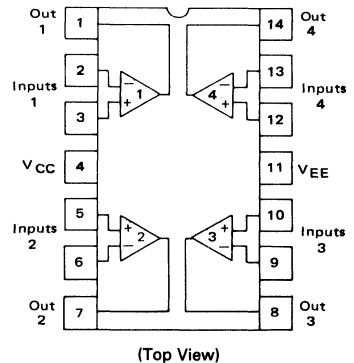 Out 1
1
14
Out 4
2
−
−
13
Inputs 1
1
4
Inputs 4
3
+
+
12
VCC
4
11
VEE
5
+
+
10
Inputs 2
2
3
Inputs 3
6
−
−
9
Out 2
7
8
Out 3
(Top View)